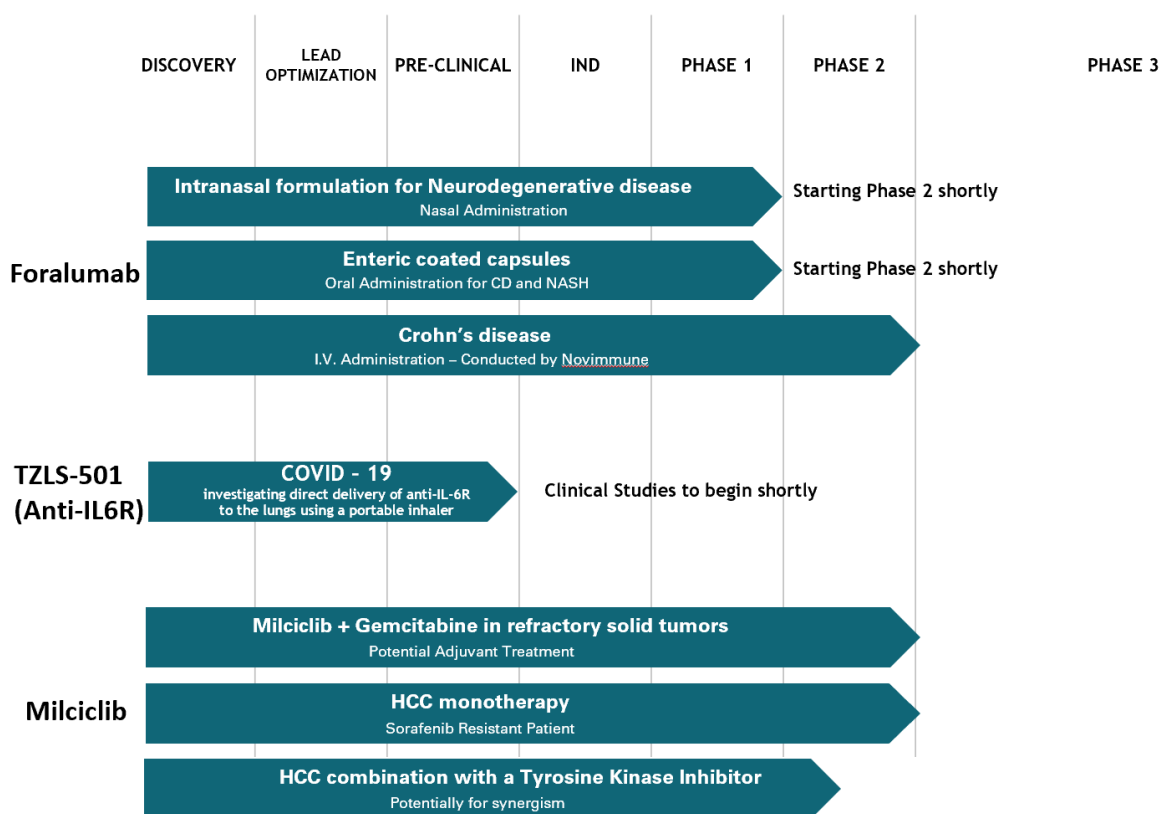 DISCOVERY
LEAD
OPTIMIZATION
PRE-CLINICAL
IND
PHASE 1
PHASE 2
PHASE 3
Foralumab
Intranasal formulation for Neurodegenerative disease
Nasal Administration
Starting Phase 2 shortly
Enteric coated capsules
Oral Administration for CD and NASH
Starting Phase 2 shortly
Crohn’s disease
I.V. Administration – Conducted by Novimmune
TZLS-501
(Anti-IL6R)
COVID – 19
investigating direct delivery of anti-IL-6R
to the lungs using a portable inhaler
Clinical Studies to begin shortly
Milciclib
Milciclib + Gemcitabine in refractory solid tumors
Potential Adjuvant Treatment
HCC monotherapy
Sorafenib Resistant Patient
HCC combination with a Tyrosine Kinase Inhibitor
Potentially for synergism